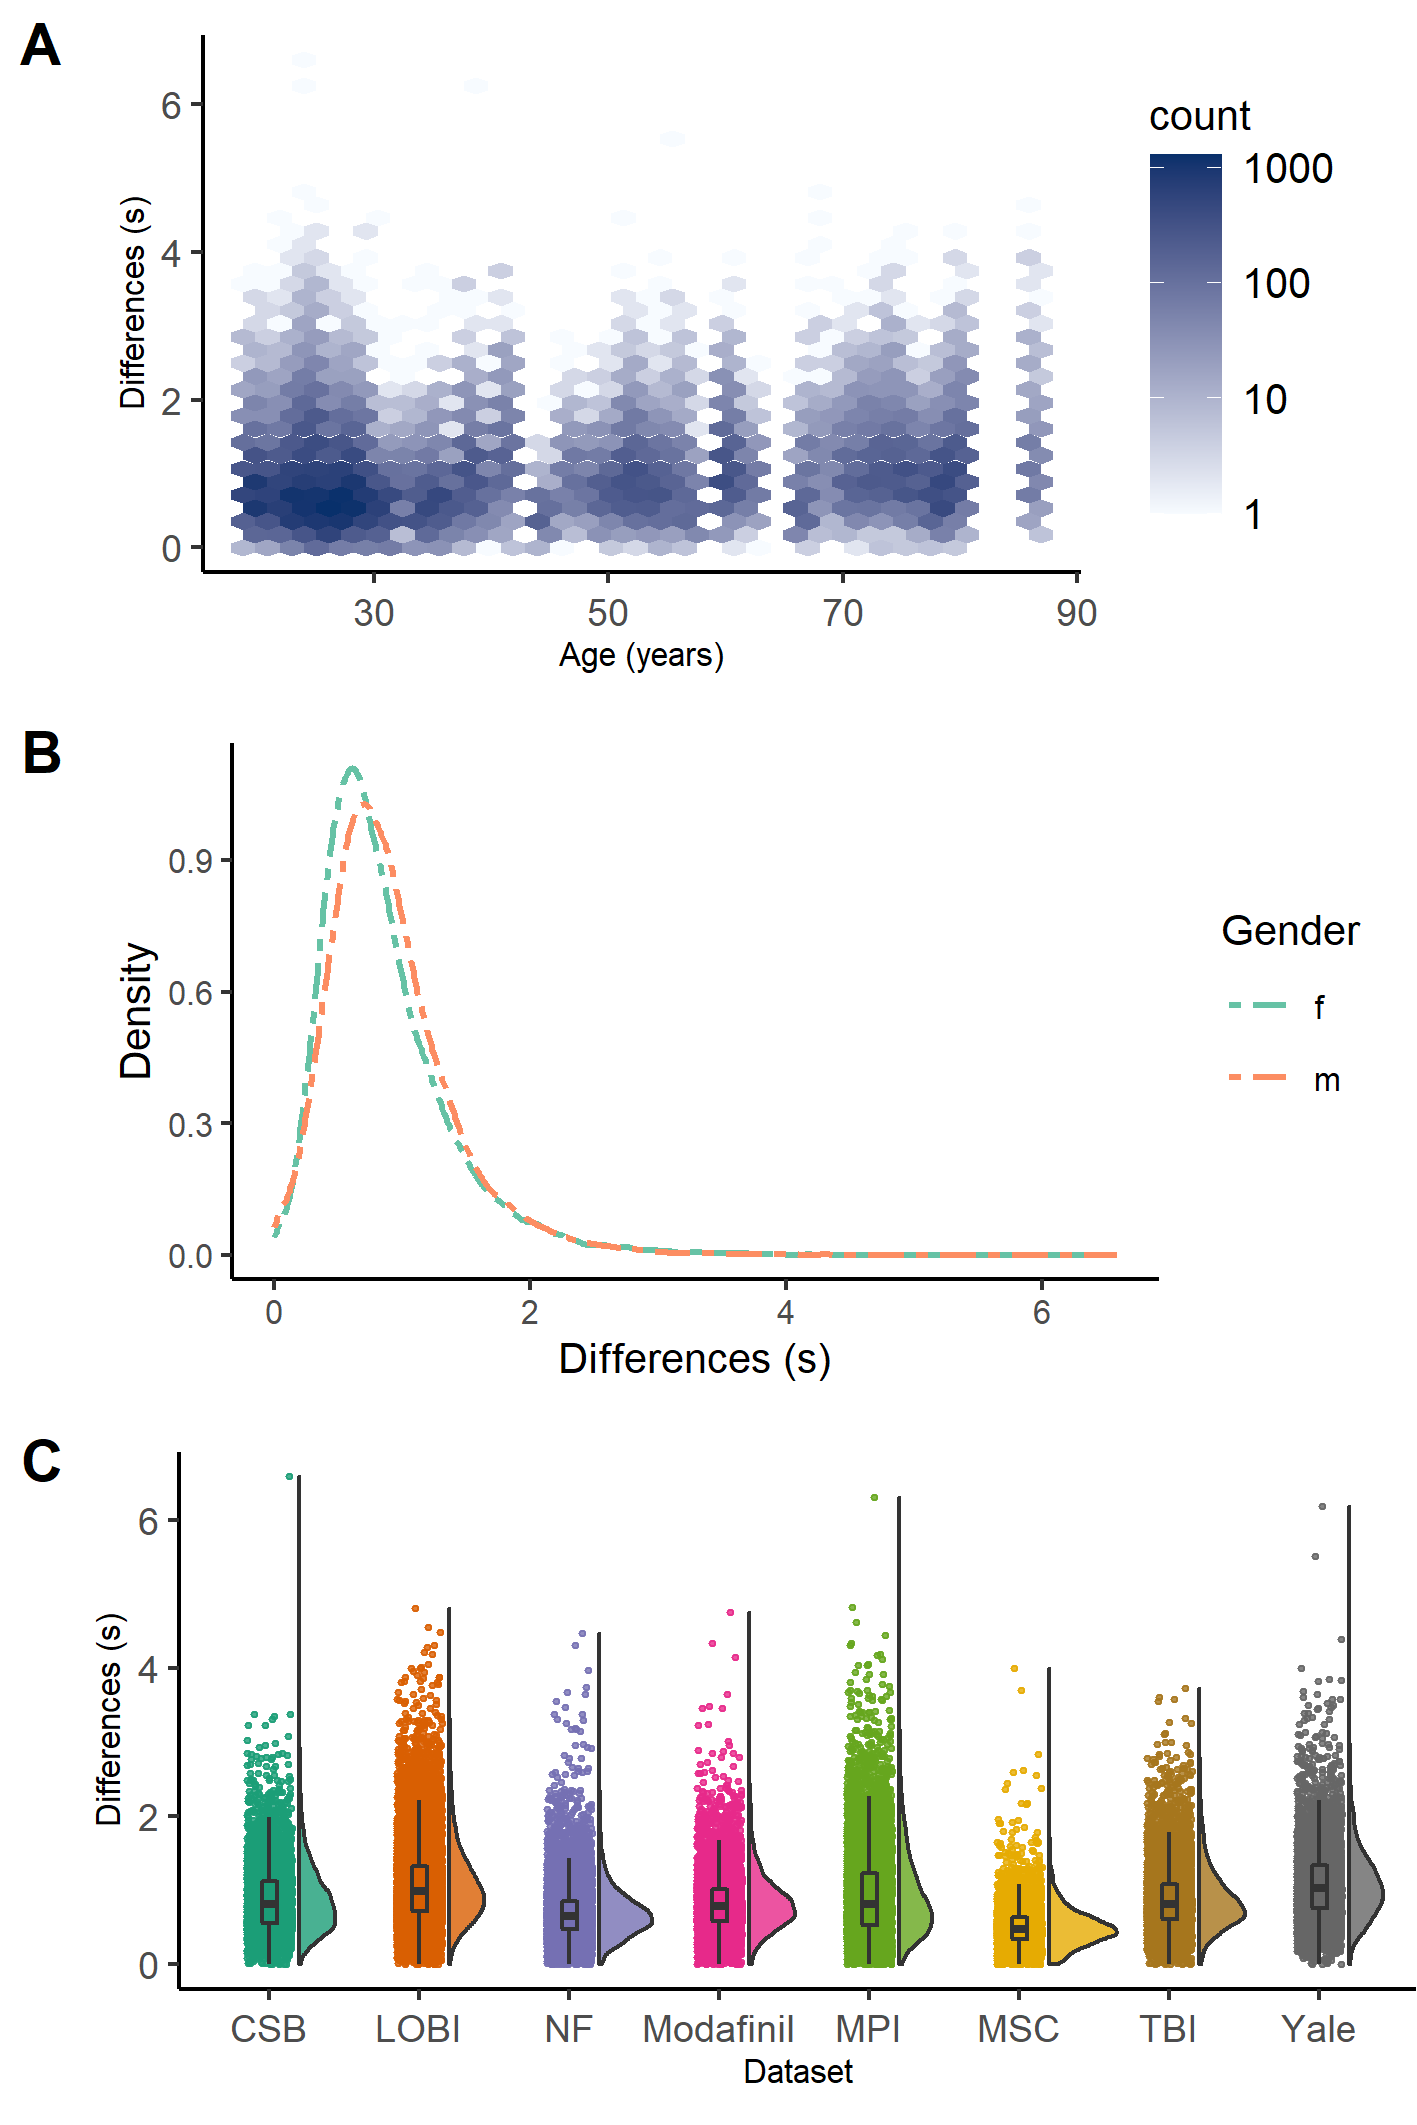 A
6
4
2
0
Differences (s)
30 50 70 90
Age (years)
count
1000
100
10
1
B
0.9
0.6
0.3
0.0
Density
0 2 4 6
Differences (s)
Gender
f
m
C
6
4
2
0
Differences (s)
CSB LOBI NF Modafinil MPI MSC TBI Yale
Dataset